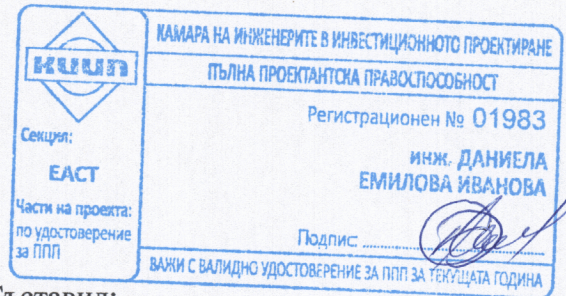 КАМАРА НА ИНЖЕНЕРИТЕ В ИНВЕСТИЦИОННОТО ПРОЕКТИРАНЕ
ПЪЛНА ПРОЕКТАНТСКА ПРАВОСПОСОБНОСТ
КИИП
Секция:
ЕАСТ
Части на проекта:
по удостоверение
за ППП
Регистрационен № 01983
инж. ДАНИЕЛА
ЕМИЛОВА ИВАНОВА
Подпис:
ВАЖИ С ВАЛИДНО УДОСТОВЕРЕНИЕ ЗА ППП ЗА ТЕКУЩАТА ГОДИНА
Съставил: